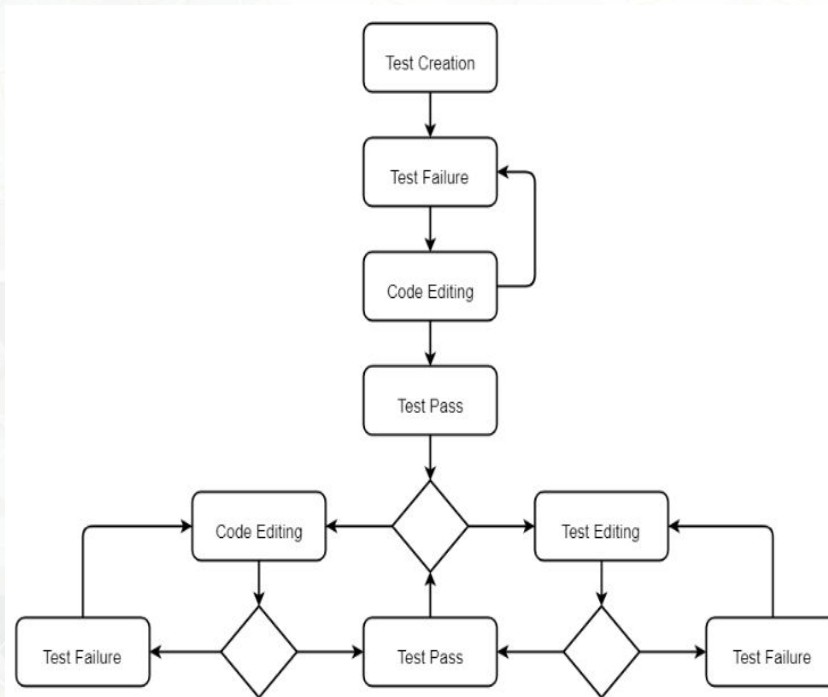 Test Creation
Test Failure
Code Editing
Test Pass
Code Editing
Test Editing
Test Failure
Test Pass
Test Failure